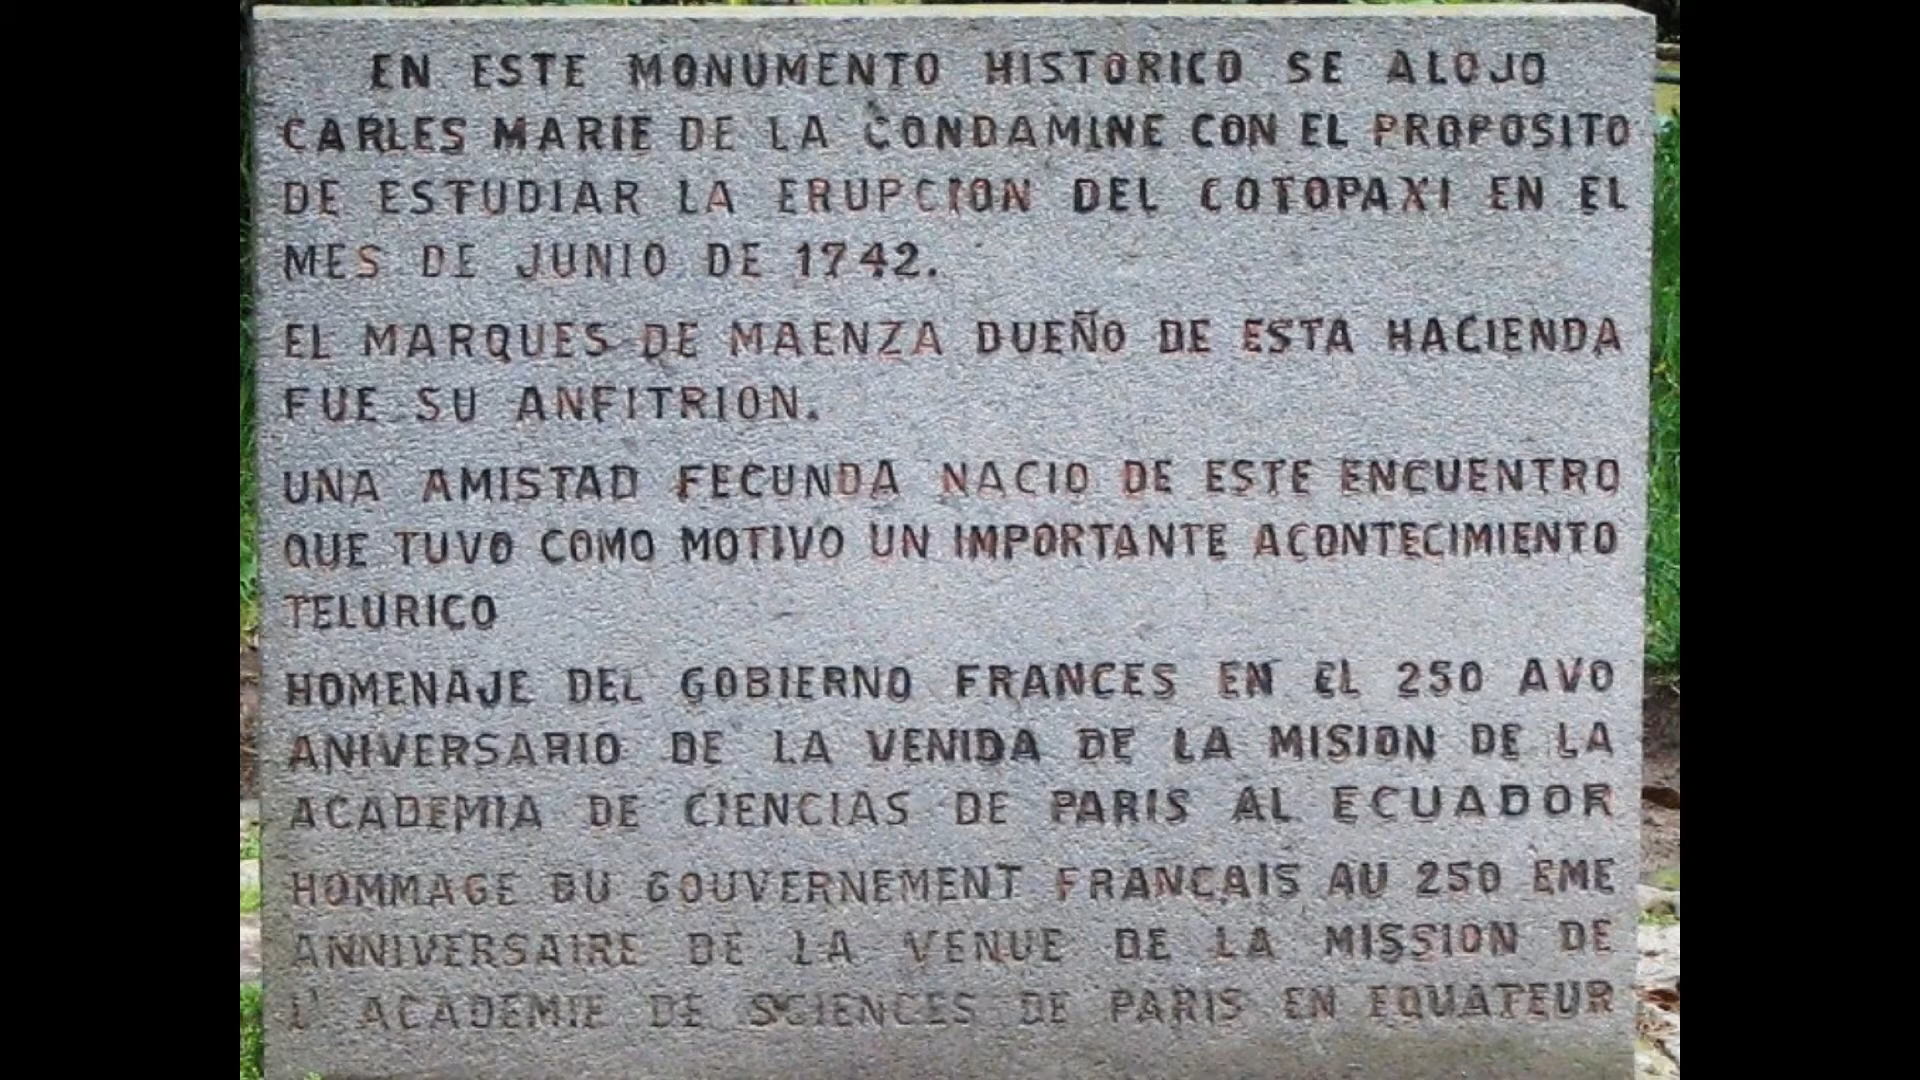 EN ESTE MONUMENTO HISTORICO SE ALOJO
CARLES MARIE DE LA CONDAMINE CON EL PROPOSITO
DE ESTUDIAR LA ERUPCION DEL COTOPAXI EN EL
MES DE JUNIO DE 1742.
EL MARQUES DE MAENZA DUEÑO DE ESTA HACIENDA
FUE SU ANFITRION.
UNA AMISTAD FECUNDA NACIO DE ESTE ENCUENTRO
QUE TUVO COMO MOTIVO UN IMPORTANTE ACONTECIMIENTO
TELURICO
HOMENAJE DEL GOBIERNO FRANCES EN EL 250 AVO
ANIVERSARIO DE LA VENIDA DE LA MISION DE LA
ACADEMIA DE CIENCIAS DE PARIS AL ECUADOR
HOMMAGE DU GOUVERNEMENT FRANCAIS AU 250 EME
ANNIVERSAIRE DE LA VENUE DE LA MISSION DE
L' ACADEMIE DE SCIENCES DE PARIS EN EQUATEUR